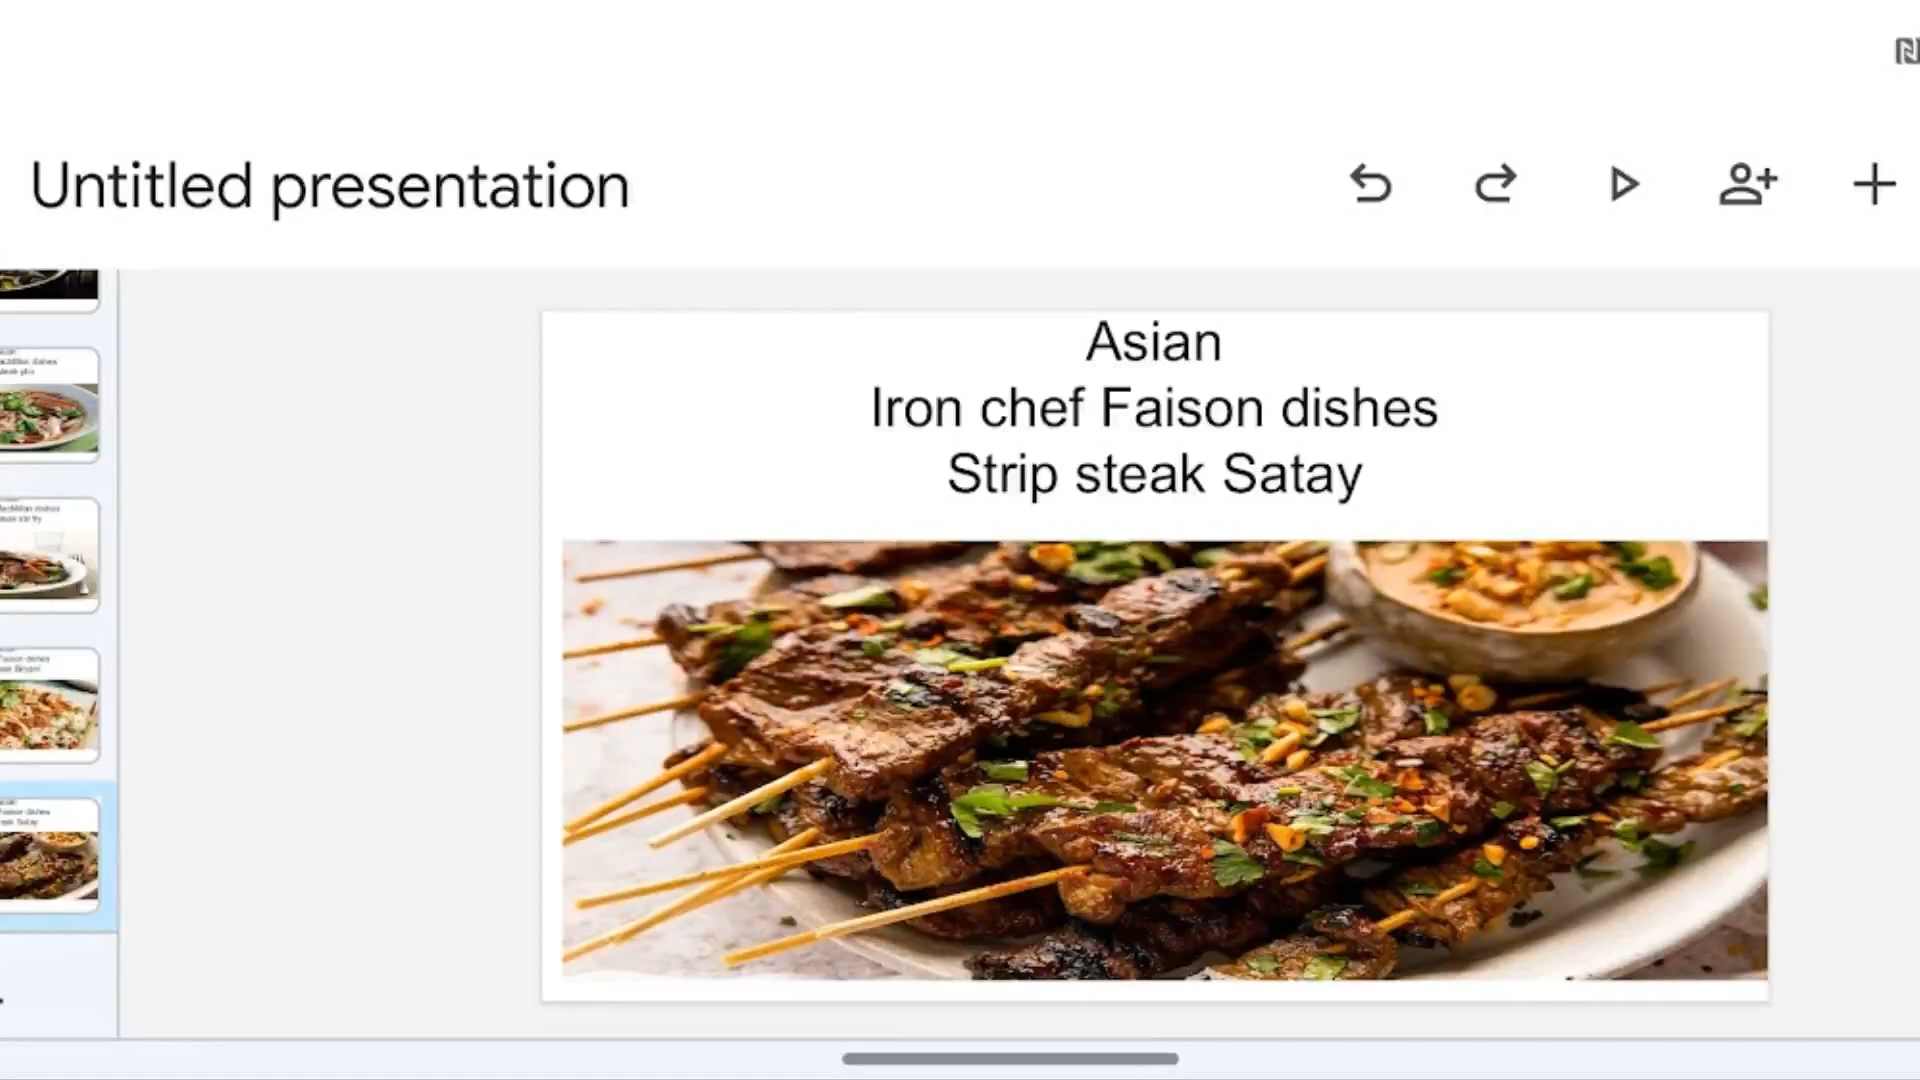 Untitled presentation
Asian
Iron chef Faison dishes
Strip steak Satay